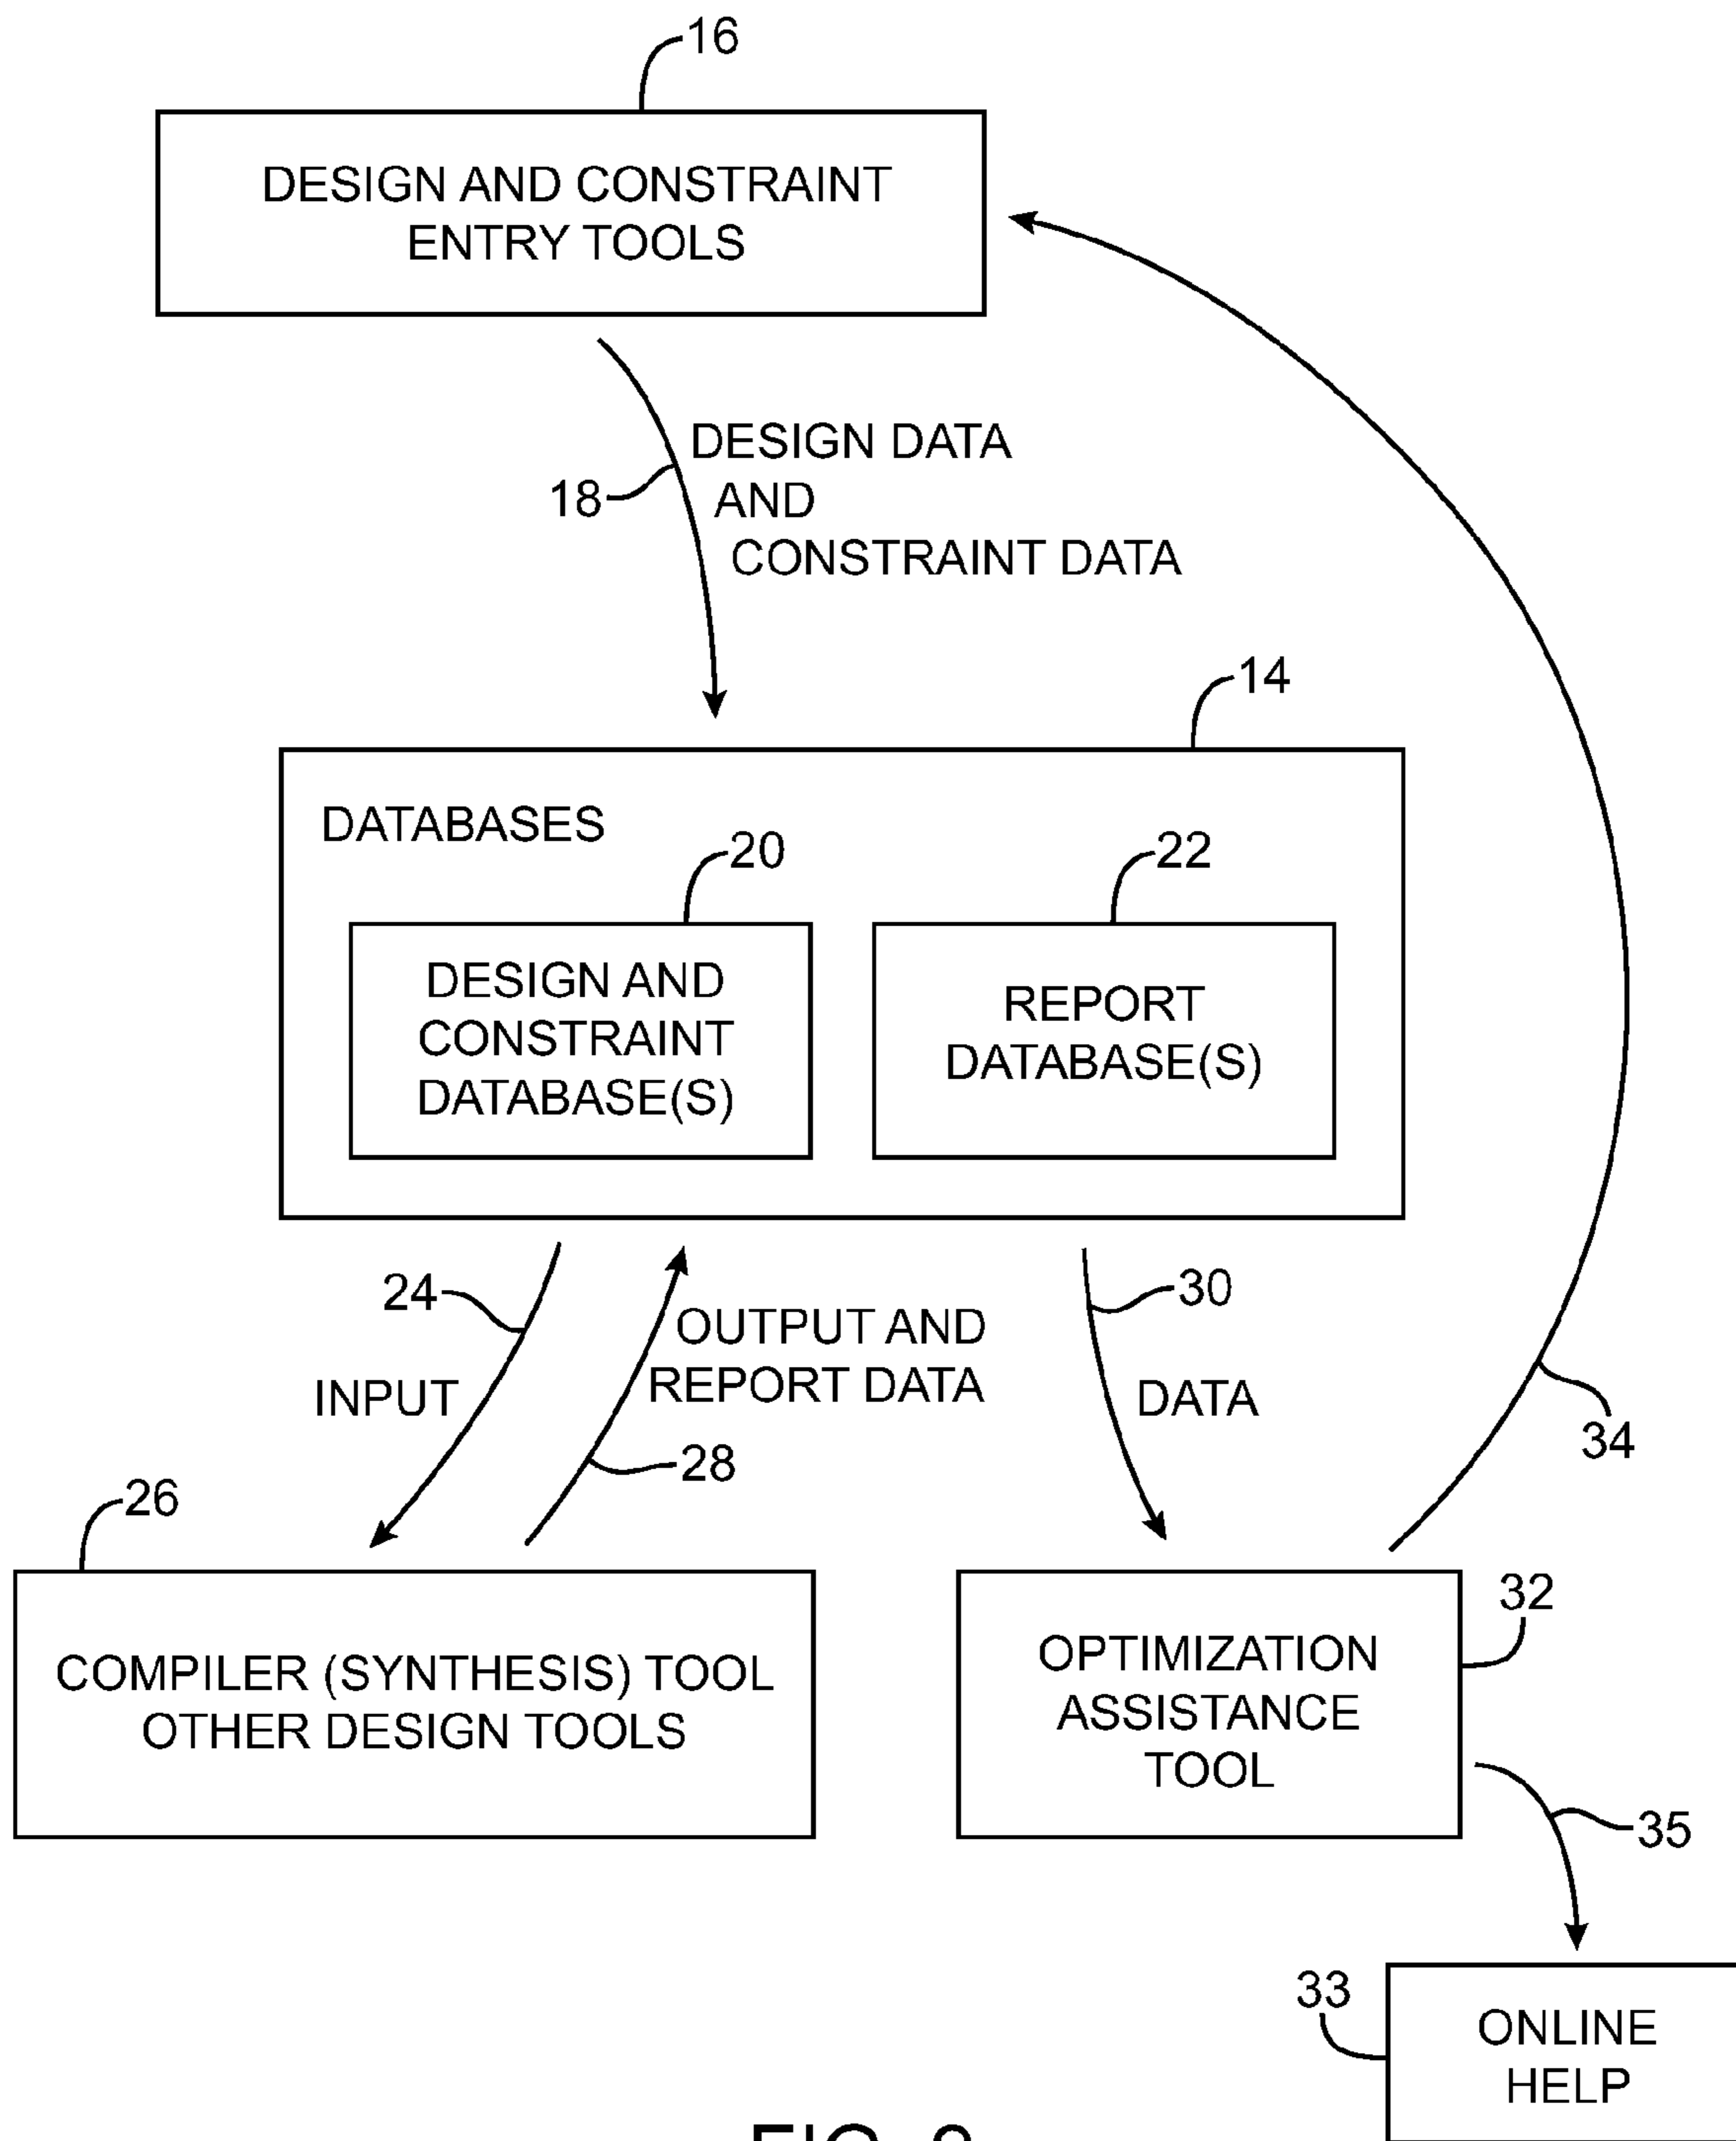 16
DESIGN AND CONSTRAINT
ENTRY TOOLS
18
DESIGN DATA
AND
CONSTRAINT DATA
14
DATABASES
20
22
DESIGN AND
CONSTRAINT
DATABASE(S)
REPORT
DATABASE(S)
24
INPUT
OUTPUT AND
REPORT DATA
28
30
DATA
34
26
COMPILER (SYNTHESIS) TOOL
OTHER DESIGN TOOLS
32
OPTIMIZATION
ASSISTANCE
TOOL
35
33
ONLINE
HELP
FIG.